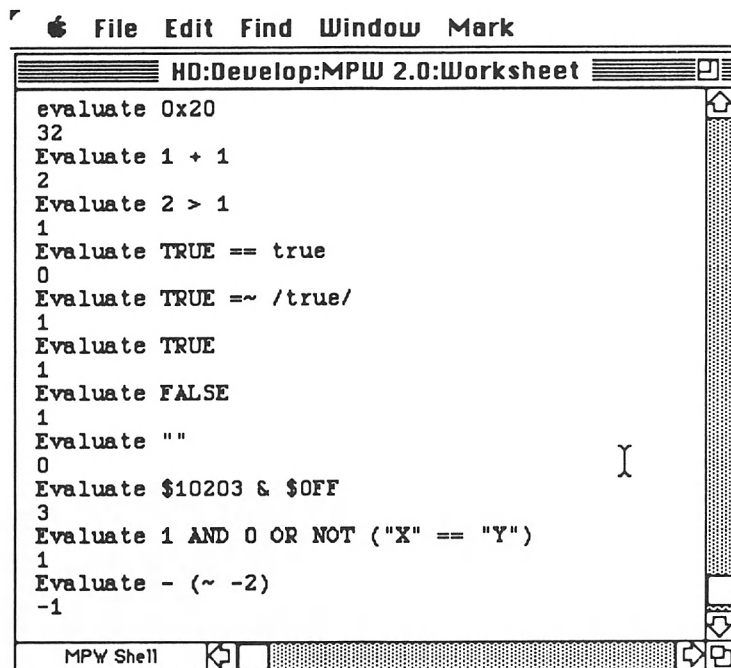 File Edit Find Window Mark
HD:Develop:MPW 2.0:Worksheet
evaluate 0x20
32
Evaluate 1 + 1
2
Evaluate 2 > 1
1
Evaluate TRUE == true
0
Evaluate TRUE =~ /true/
1
Evaluate TRUE
1
Evaluate FALSE
1
Evaluate ""
0
Evaluate $10203 & $0FF
3
Evaluate 1 AND 0 OR NOT ("X" == "Y")
1
Evaluate - (~ -2)
-1
MPW Shell